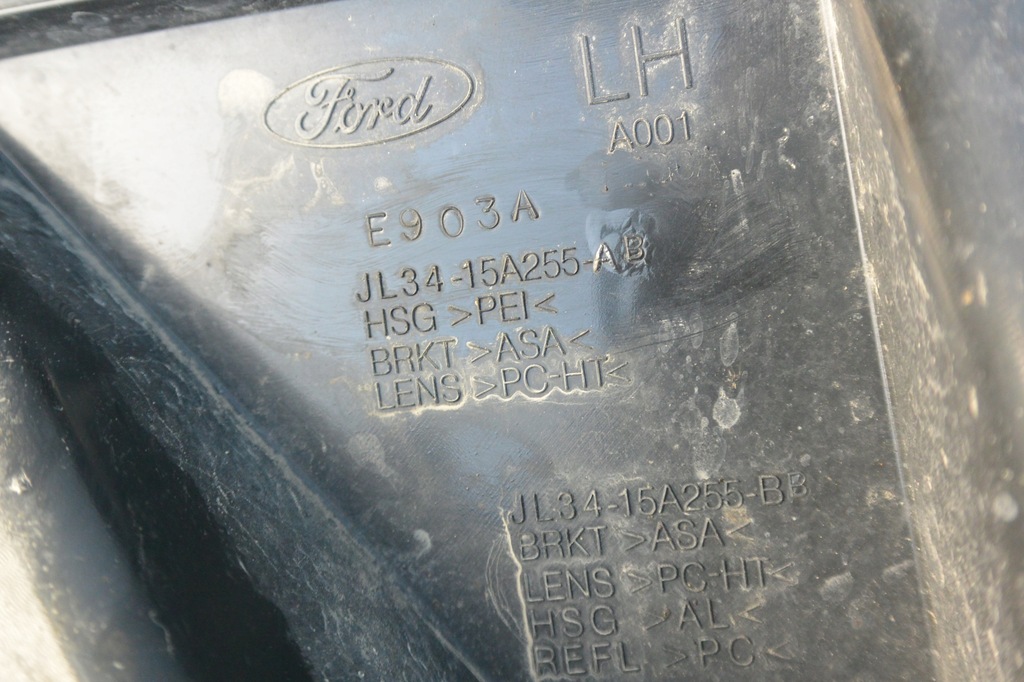 Ford
LH
A001
E903A
JL34-15A255-AB
HSG >PEI<
BRKT >ASA<
LENS >PC-HT<
JL34-15A255-BB
BRKT >ASA<
LENS >PC-HT<
HSG >AL<
REFL >PC<